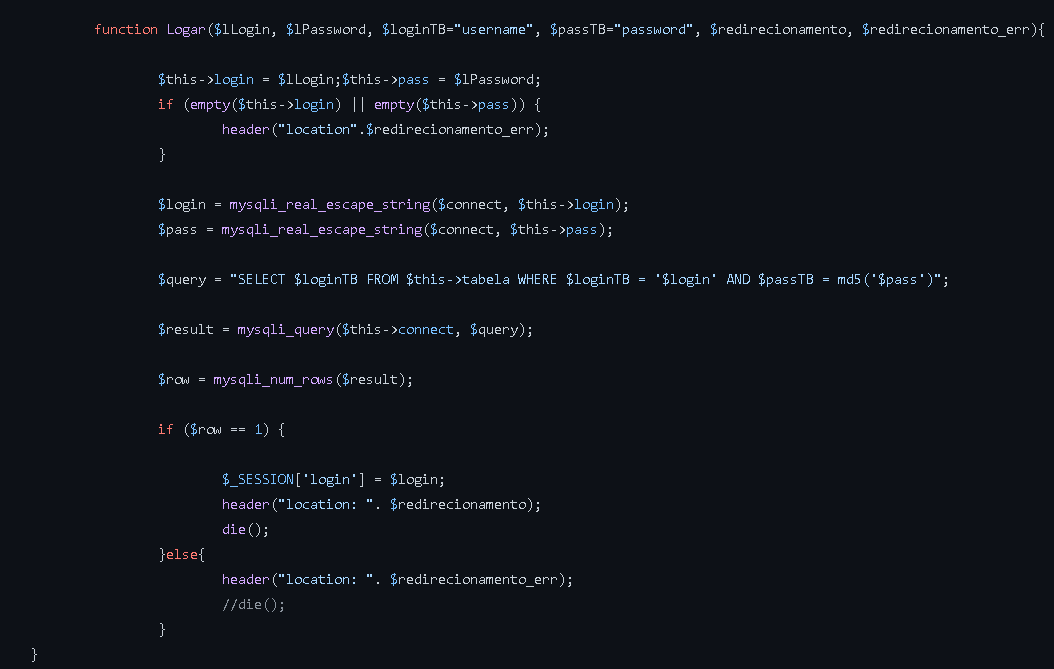 function Logar($lLogin, $lPassword, $loginTB="username", $passTB="password", $redirecionamento, $redirecionamento_err){
$this->login = $lLogin;$this->pass = $lPassword;
if (empty($this->login) || empty($this->pass)) {
header("location".$redirecionamento_err);
}
$login = mysqli_real_escape_string($connect, $this->login);
$pass = mysqli_real_escape_string($connect, $this->pass);
$query = "SELECT $loginTB FROM $this->tabela WHERE $loginTB = '$login' AND $passTB = md5('$pass')";
$result = mysqli_query($this->connect, $query);
$row = mysqli_num_rows($result);
if ($row == 1) {
$_SESSION['login'] = $login;
header("location: ". $redirecionamento);
die();
}else{
header("location: ". $redirecionamento_err);
//die();
}
}